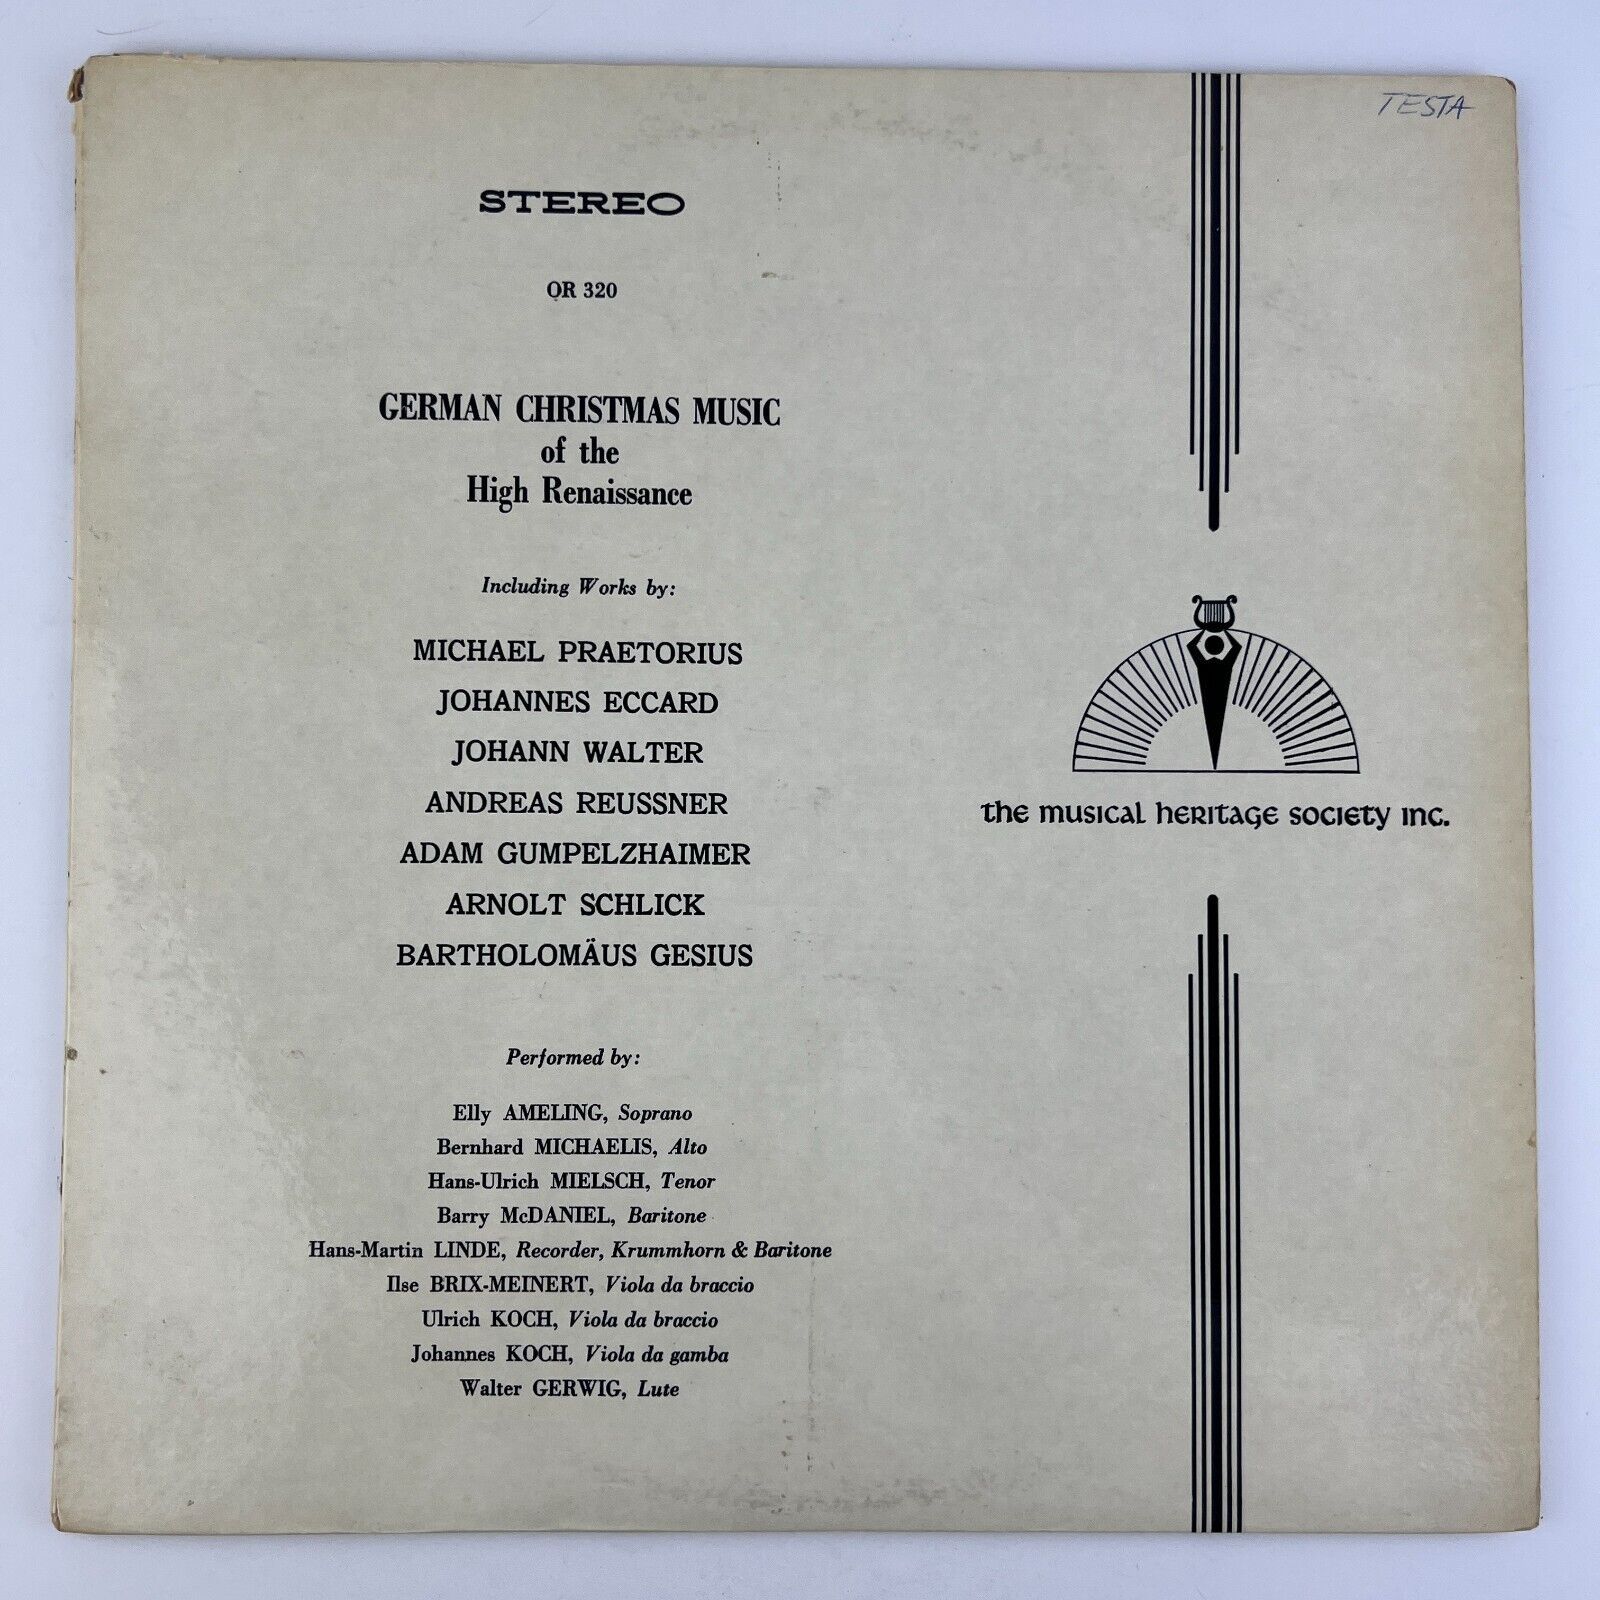 TESTA
STEREO
OR 320
GERMAN CHRISTMAS MUSIC
of the
High Renaissance
Including Works by:
MICHAEL PRAETORIUS
JOHANNES ECCARD
JOHANN WALTER
ANDREAS REUSSNER
ADAM GUMPELZHAIMER
ARNOLT SCHLICK
BARTHOLOMÄUS GESIUS
Performed by:
Elly AMELING, Soprano
Bernhard MICHAELIS, Alto
Hans-Ulrich MIELSCH, Tenor
Barry McDANIEL, Baritone
Hans-Martin LINDE, Recorder, Krummhorn & Baritone
Ilse BRIX-MEINERT, Viola da braccio
Ulrich KOCH, Viola da braccio
Johannes KOCH, Viola da gamba
Walter GERWIG, Lute
the musical heritage society inc.